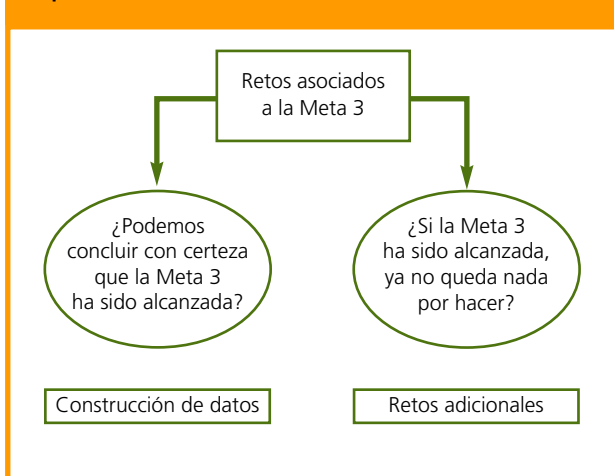 Retos asociados
a la Meta 3
¿Podemos
concluir con certeza
que la Meta 3
ha sido alcanzada?
¿Si la Meta 3
ha sido alcanzada,
ya no queda nada
por hacer?
Construcción de datos
Retos adicionales